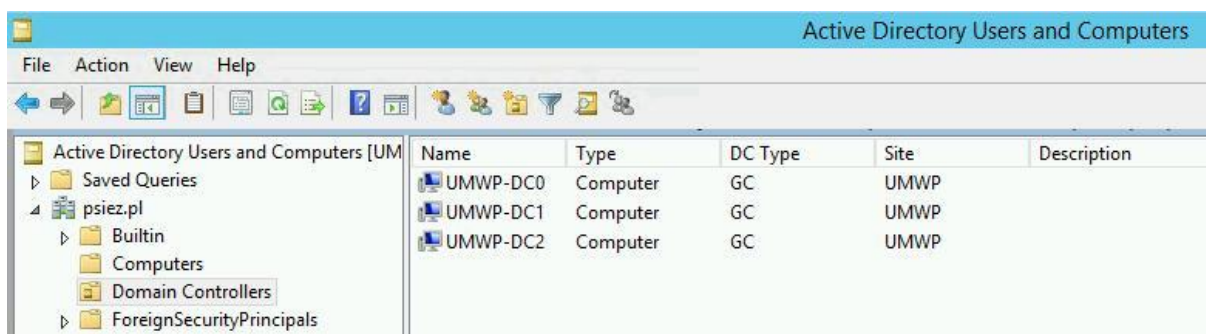 Active Directory Users and Computers
File Action View Help
Active Directory Users and Computers [UM
Saved Queries
psiez.pl
Builtin
Computers
Domain Controllers
ForeignSecurityPrincipals
Name Type DC Type Site Description
UMWP-DC0 Computer GC UMWP
UMWP-DC1 Computer GC UMWP
UMWP-DC2 Computer GC UMWP